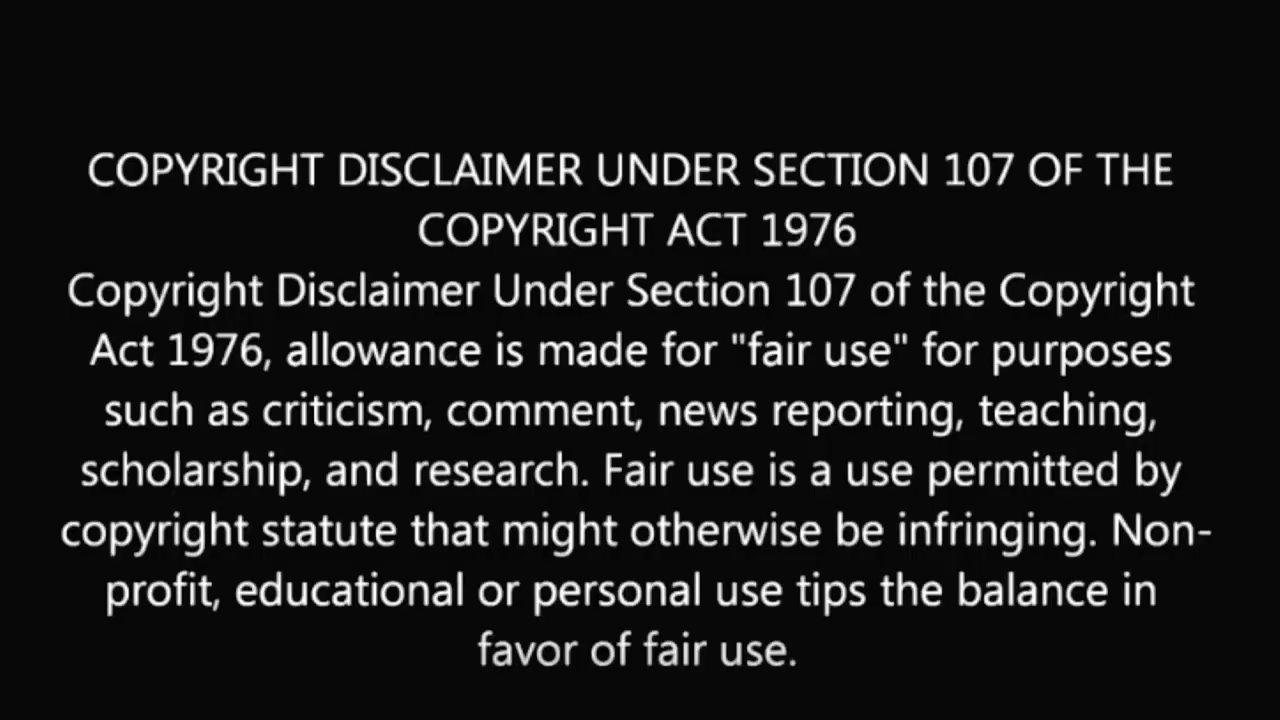 COPYRIGHT DISCLAIMER UNDER SECTION 107 OF THE
COPYRIGHT ACT 1976
Copyright Disclaimer Under Section 107 of the Copyright
Act 1976, allowance is made for "fair use" for purposes
such as criticism, comment, news reporting, teaching,
scholarship, and research. Fair use is a use permitted by
copyright statute that might otherwise be infringing. Non-
profit, educational or personal use tips the balance in
favor of fair use.